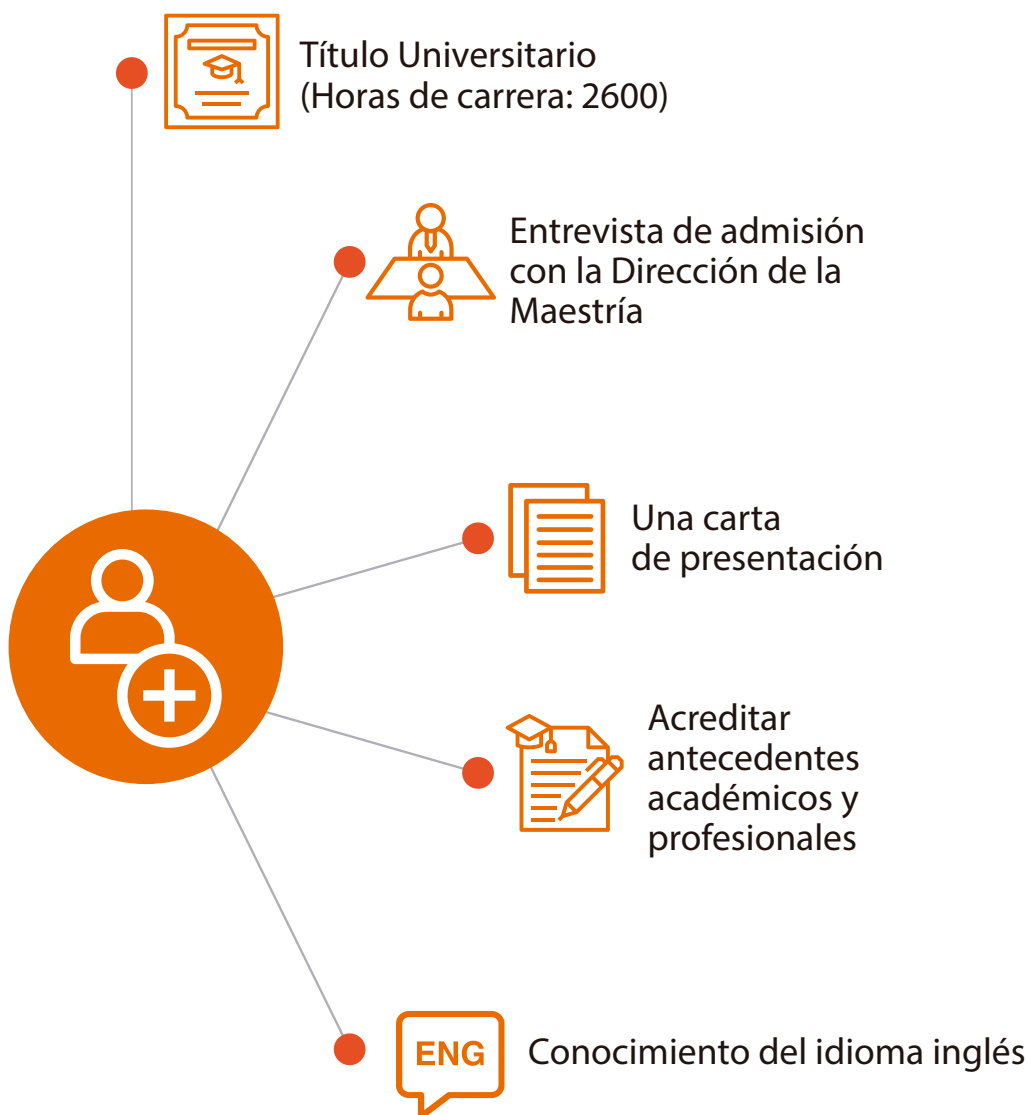 Título Universitario
(Horas de carrera: 2600)
Entrevista de admisión
con la Dirección de la
Maestría
Una carta
de presentación
Acreditar
antecedentes
académicos y
profesionales
ENG
Conocimiento del idioma inglés